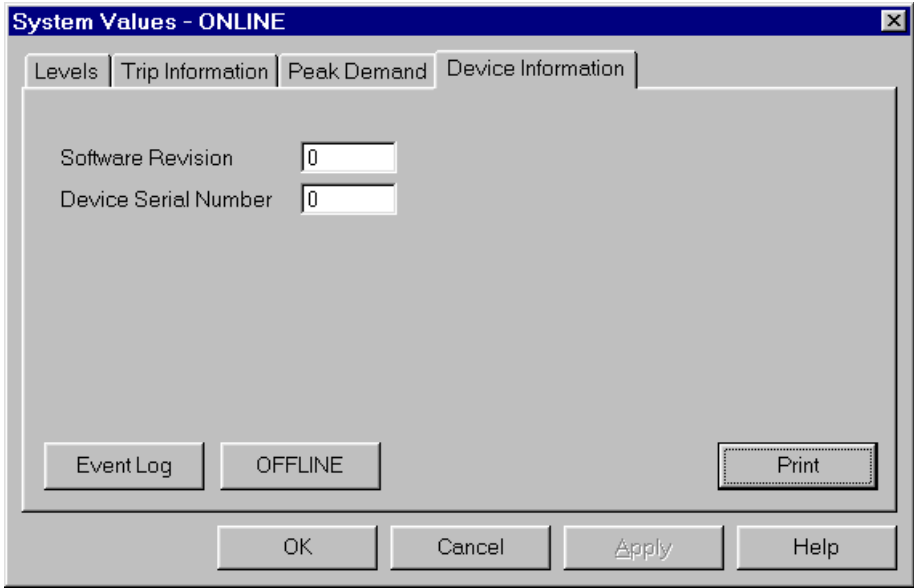 System Values - ONLINE
Levels Trip Information Peak Demand Device Information
Software Revision 0
Device Serial Number 0
Event Log OFFLINE Print
OK Cancel Apply Help